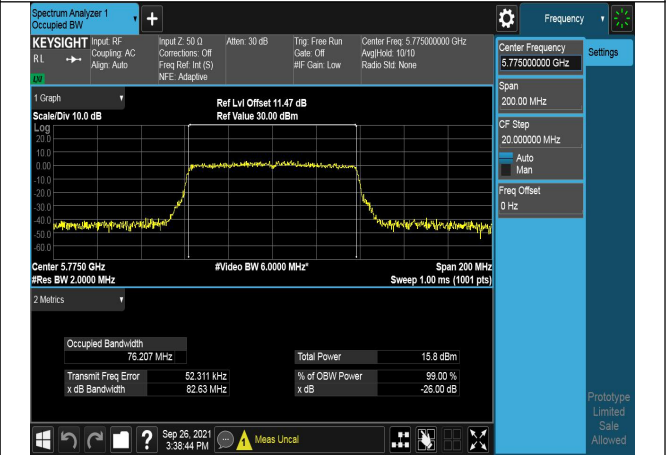 Spectrum Analyzer 1
Occupied BW
Frequency
KEYSIGHT
Input: RF
Coupling: AC
Align: Auto
Input Z: 50 Ω
Corrections: Off
Freq Ref: Int (S)
NFE: Adaptive
Atten: 30 dB
Trig: Free Run
Gate: Off
#IF Gain: Low
Center Freq: 5.775000000 GHz
Avg|Hold: 10/10
Radio Std: None
R L
Center Frequency
5.775000000 GHz
Settings
Span
200.00 MHz
CF Step
20.000000 MHz
Auto
Man
Freq Offset
0 Hz
1 Graph
Ref Lvl Offset 11.47 dB
Scale/Div 10.0 dB
Ref Value 30.00 dBm
Log
20.0
10.0
0.00
-10.0
-20.0
-30.0
-40.0
-50.0
-60.0
Center 5.7750 GHz
#Video BW 6.0000 MHz*
Span 200 MHz
#Res BW 2.0000 MHz
Sweep 1.00 ms (1001 pts)
2 Metrics
Occupied Bandwidth
76.207 MHz
Total Power
15.8 dBm
Transmit Freq Error
52.311 kHz
% of OBW Power
99.00 %
x dB Bandwidth
82.63 MHz
x dB
-26.00 dB
Prototype
Limited
Sale
Allowed
?
Sep 26, 2021
3:38:44 PM
Meas Uncal